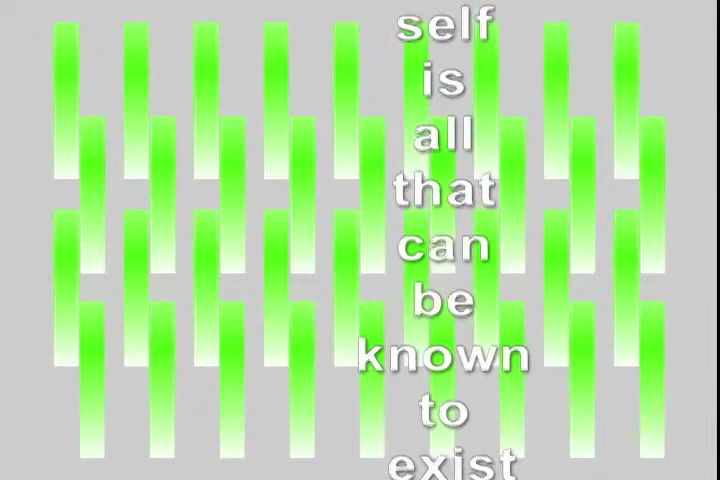 self
is
all
that
can
be
known
to
exist